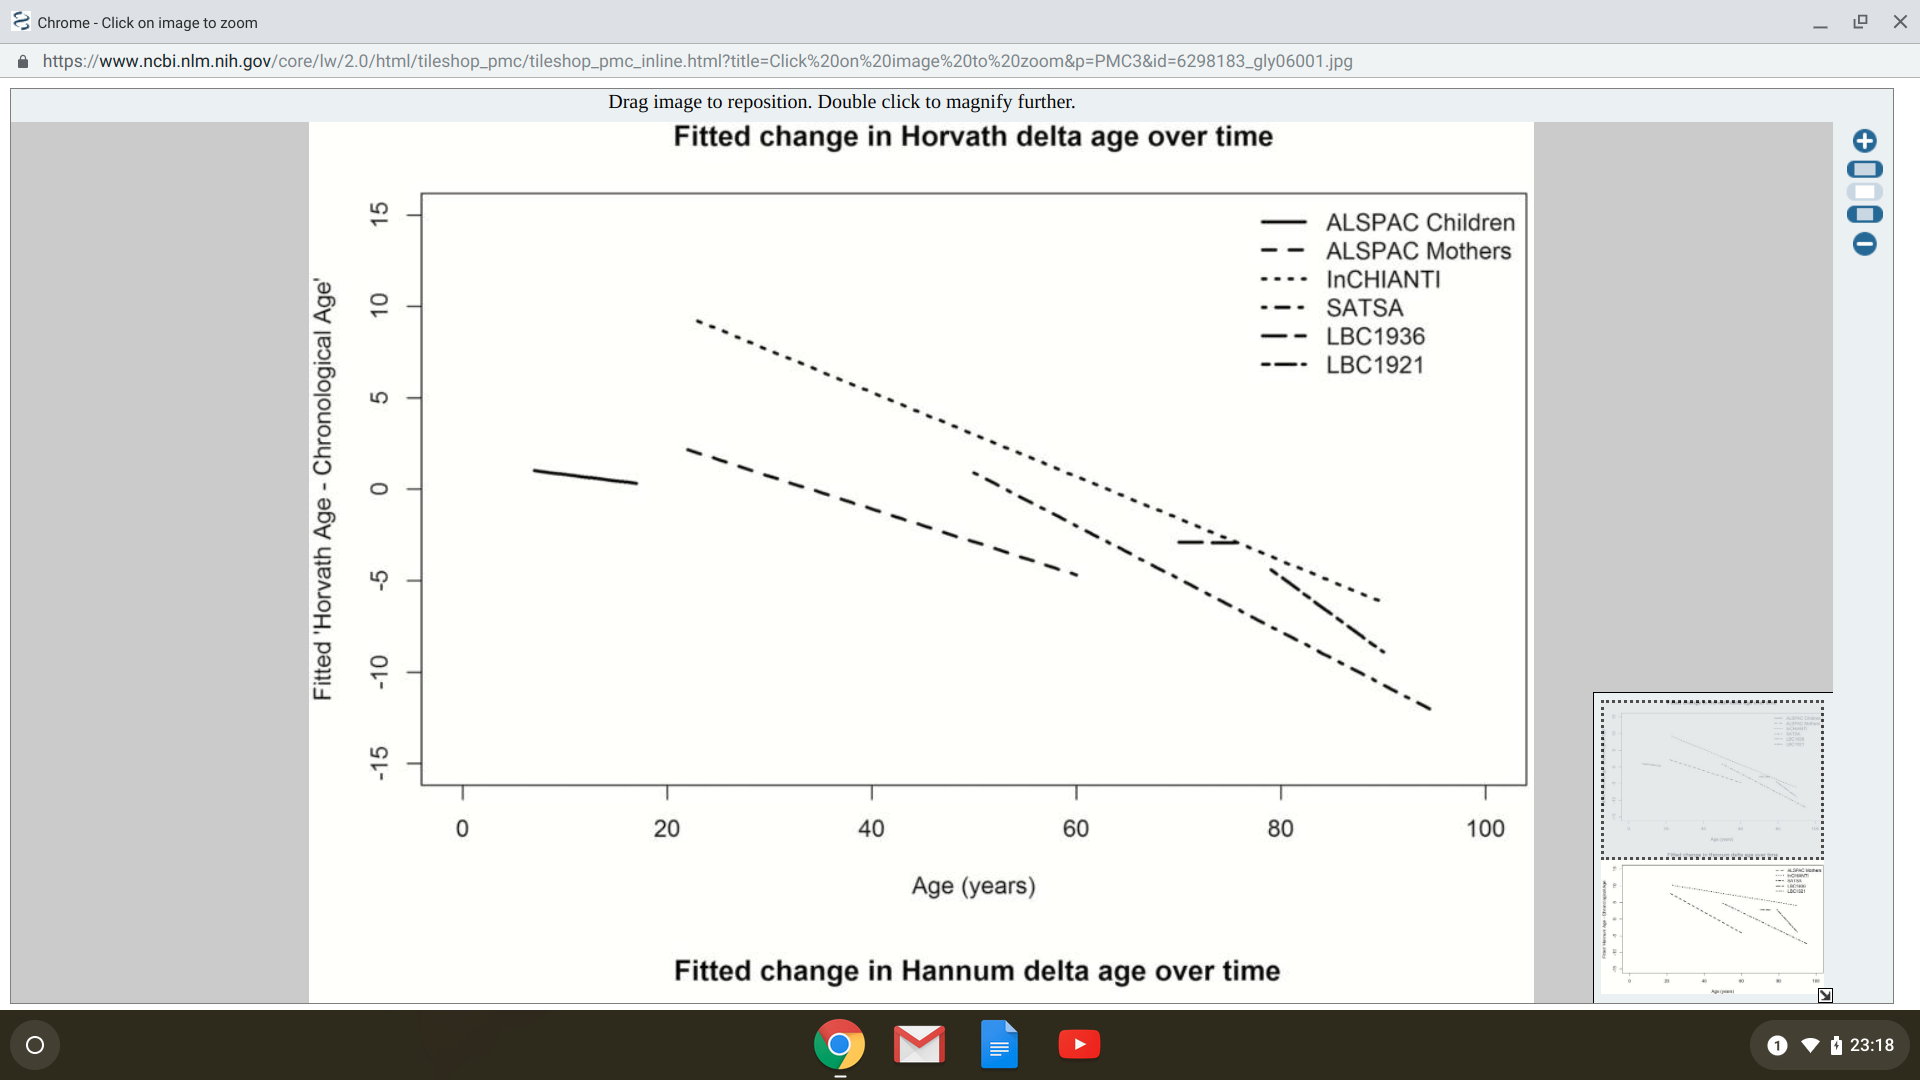 Chrome - Click on image to zoom
https://www.ncbi.nlm.nih.gov/core/lw/2.0/html/tileshop_pmc/tileshop_pmc_inline.html?title=Click%20on%20image%20to%20zoom&p=PMC3&id=6298183_gly06001.jpg
Drag image to reposition. Double click to magnify further.
Fitted change in Horvath delta age over time
Fitted 'Horvath Age - Chronological Age'
15
10
5
0
-5
-10
-15
ALSPAC Children
ALSPAC Mothers
InCHIANTI
SATSA
LBC1936
LBC1921
0 20 40 60 80 100
Age (years)
Fitted change in Hannum delta age over time
1 23:18